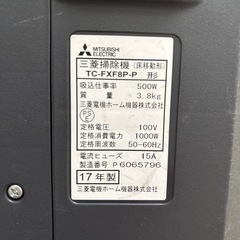 MITSUBISHI
ELECTRIC
三菱掃除機(床移動形)
TC-FXF8P-P 形
吸込仕事率 500W
質量 3.8kg
三菱電機ホーム機器株式会社
PS
E
定格電圧 100V
定格消費電力 1000W
定格周波数 50-60Hz
電流ヒューズ 15A
17年製 P6065796
三菱電機ホーム機器株式会社